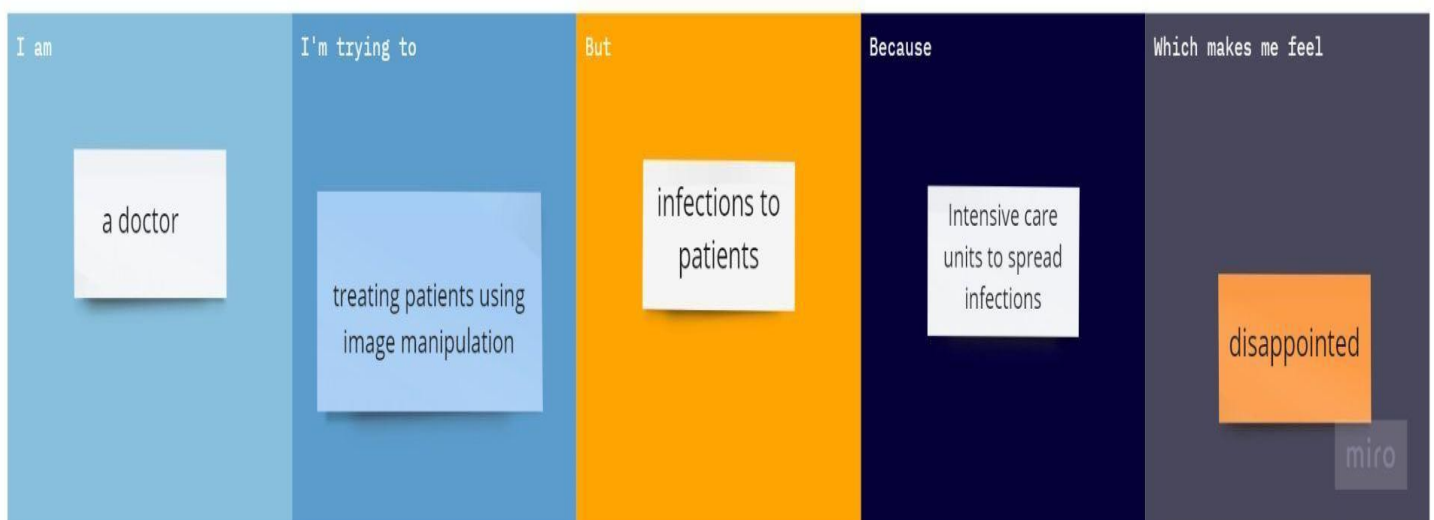 I am
a doctor
I'm trying to
treating patients using
image manipulation
But
infections to
patients
Because
Intensive care
units to spread
infections
Which makes me feel
disappointed
miro